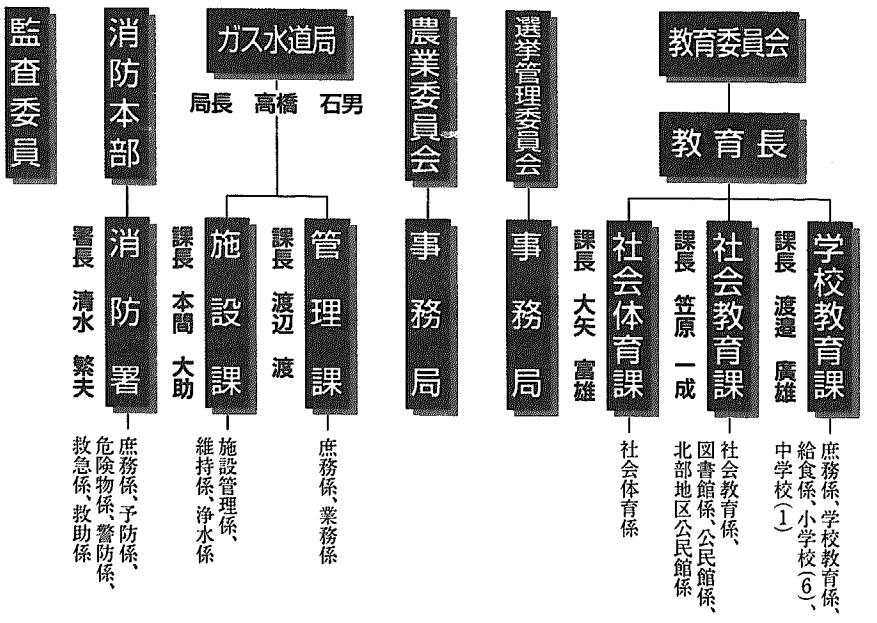 教育委員会
教育長
学校教育課
課長 渡邉 廣雄
庶務係、学校教育係、
給食係、小学校(6)、
中学校(1)
社会教育課
課長 笠原 一成
社会教育係、
図書館係、公民館係、
北部地区公民館係
社会体育課
課長 大矢 富雄
社会体育係
選挙管理委員会
事務局
農業委員会
事務局
ガス水道局
局長 高橋 石男
管理課
課長 渡辺 渡
庶務係、業務係
施設課
課長 本間 大助
施設管理係、
維持係、浄水係
消防本部
消防署
署長 清水 繁夫
庶務係、予防係、
危険物係、警防係、
救急係、救助係
監査委員